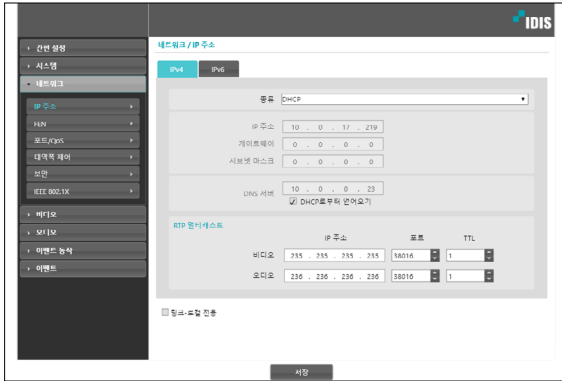 IDIS
간편 설정
시스템
네트워크
IP 주소
FEN
포트/QoS
대역폭 제어
보안
IEEE 802.1X
비디오
오디오
이벤트 동작
이벤트
네트워크 / IP 주소
IPv4 IPv6
종류 DHCP
IP 주소 10 . 0 . 17 . 219
게이트웨이 0 . 0 . 0 . 0
서브넷 마스크 0 . 0 . 0 . 0
DNS 서버 10 . 0 . 0 . 23
DHCP로부터 얻어오기
RTP 멀티캐스트
IP 주소 포트 TTL
비디오 235 . 235 . 235 . 235 38016 1
오디오 236 . 236 . 236 . 236 38016 1
링크-로컬 전용
저장